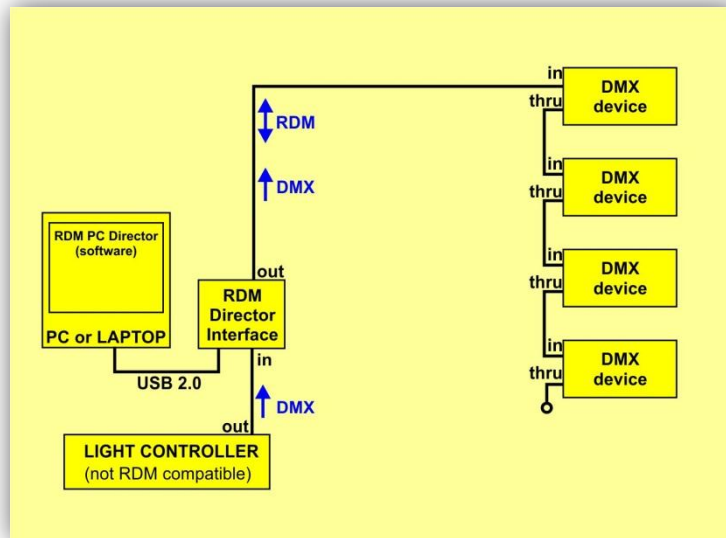 in
DMX
device
thru
RDM
DMX
in
DMX
device
thru
RDM PC Director
(software)
PC or LAPTOP
out
RDM
Director
Interface
in
USB 2.0
in
DMX
device
thru
DMX
out
in
DMX
device
thru
LIGHT CONTROLLER
(not RDM compatible)